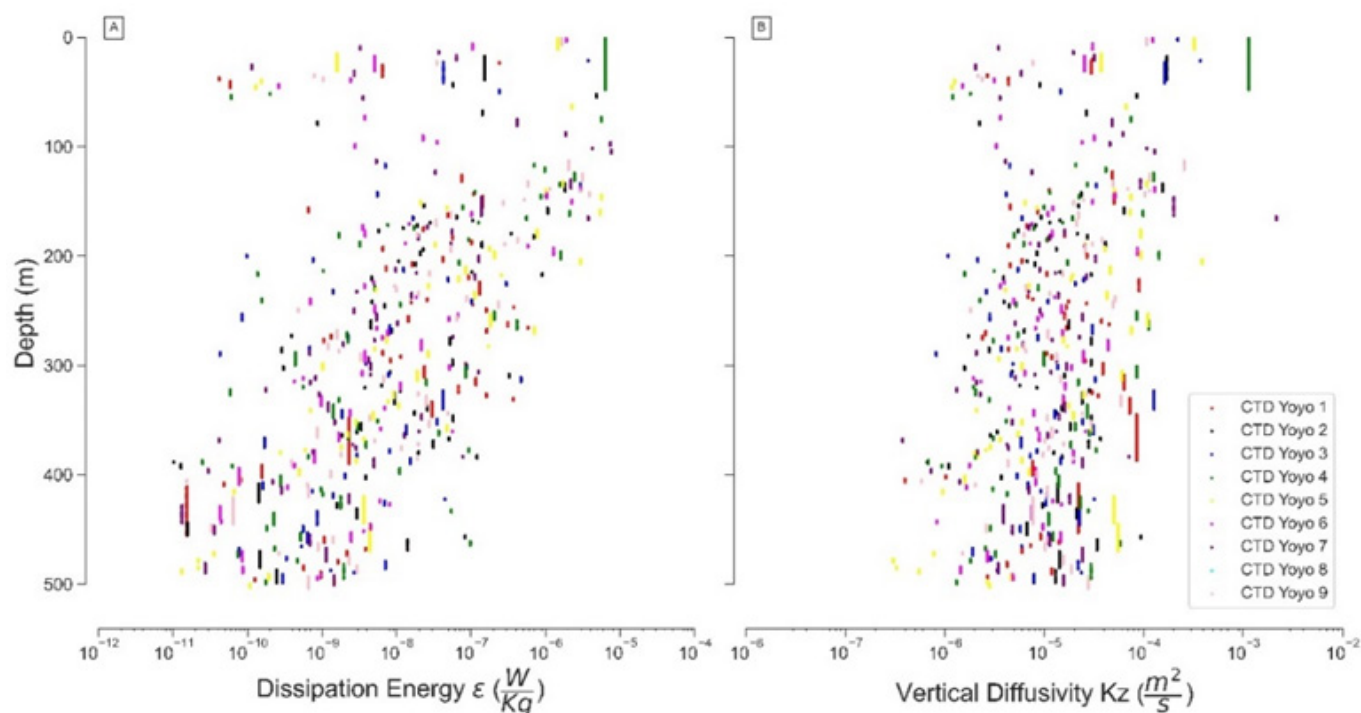 A
B
0
100
200
300
400
500
Depth (m)
10⁻¹² 10⁻¹¹ 10⁻¹⁰ 10⁻⁹ 10⁻⁸ 10⁻⁷ 10⁻⁶ 10⁻⁵ 10⁻⁴
Dissipation Energy ε (W/Kg)
CTD Yoyo 1
CTD Yoyo 2
CTD Yoyo 3
CTD Yoyo 4
CTD Yoyo 5
CTD Yoyo 6
CTD Yoyo 7
CTD Yoyo 8
CTD Yoyo 9
10⁻⁸ 10⁻⁷ 10⁻⁶ 10⁻⁵ 10⁻⁴ 10⁻³ 10⁻²
Vertical Diffusivity Kz (m²/s)